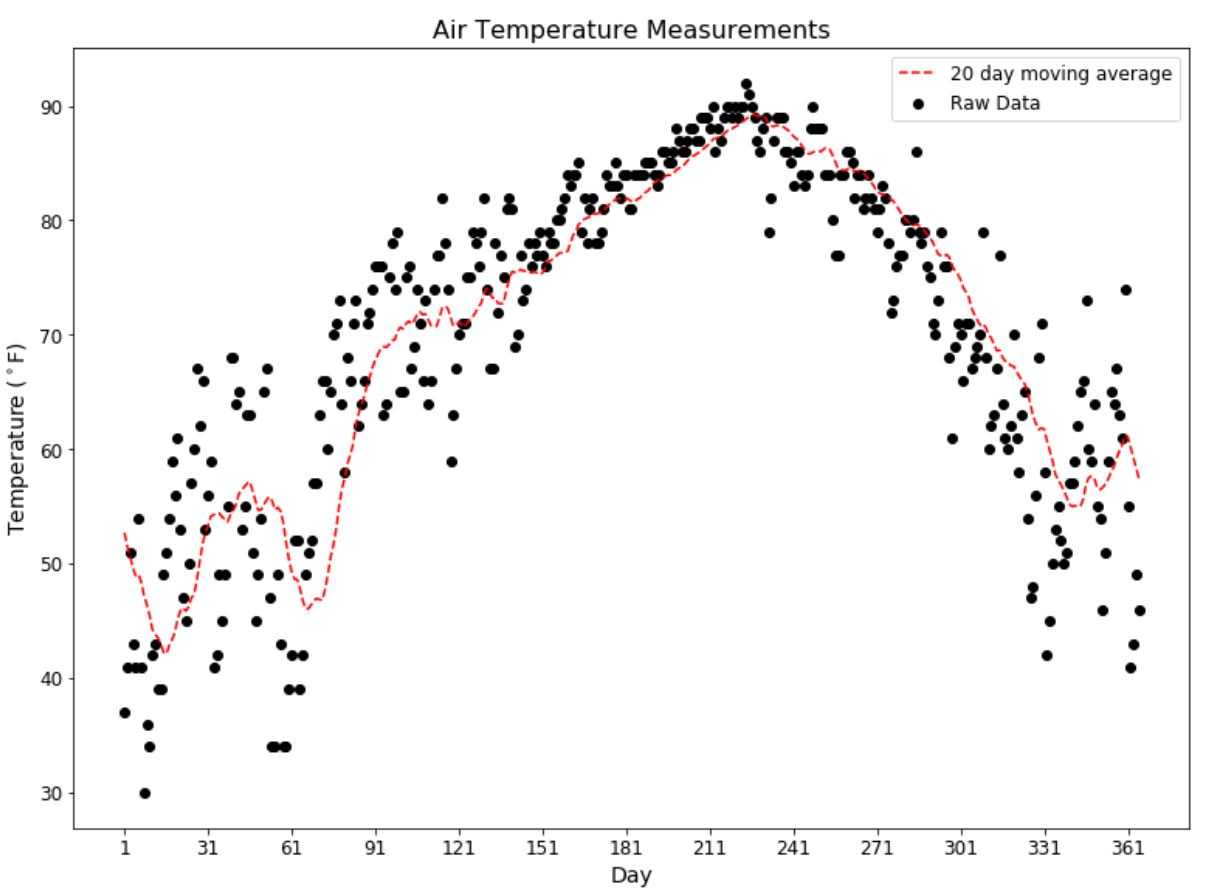 Air Temperature Measurements
20 day moving average
Raw Data
Temperature (°F)
90
80
70
60
50
40
30
1 31 61 91 121 151 181 211 241 271 301 331 361
Day